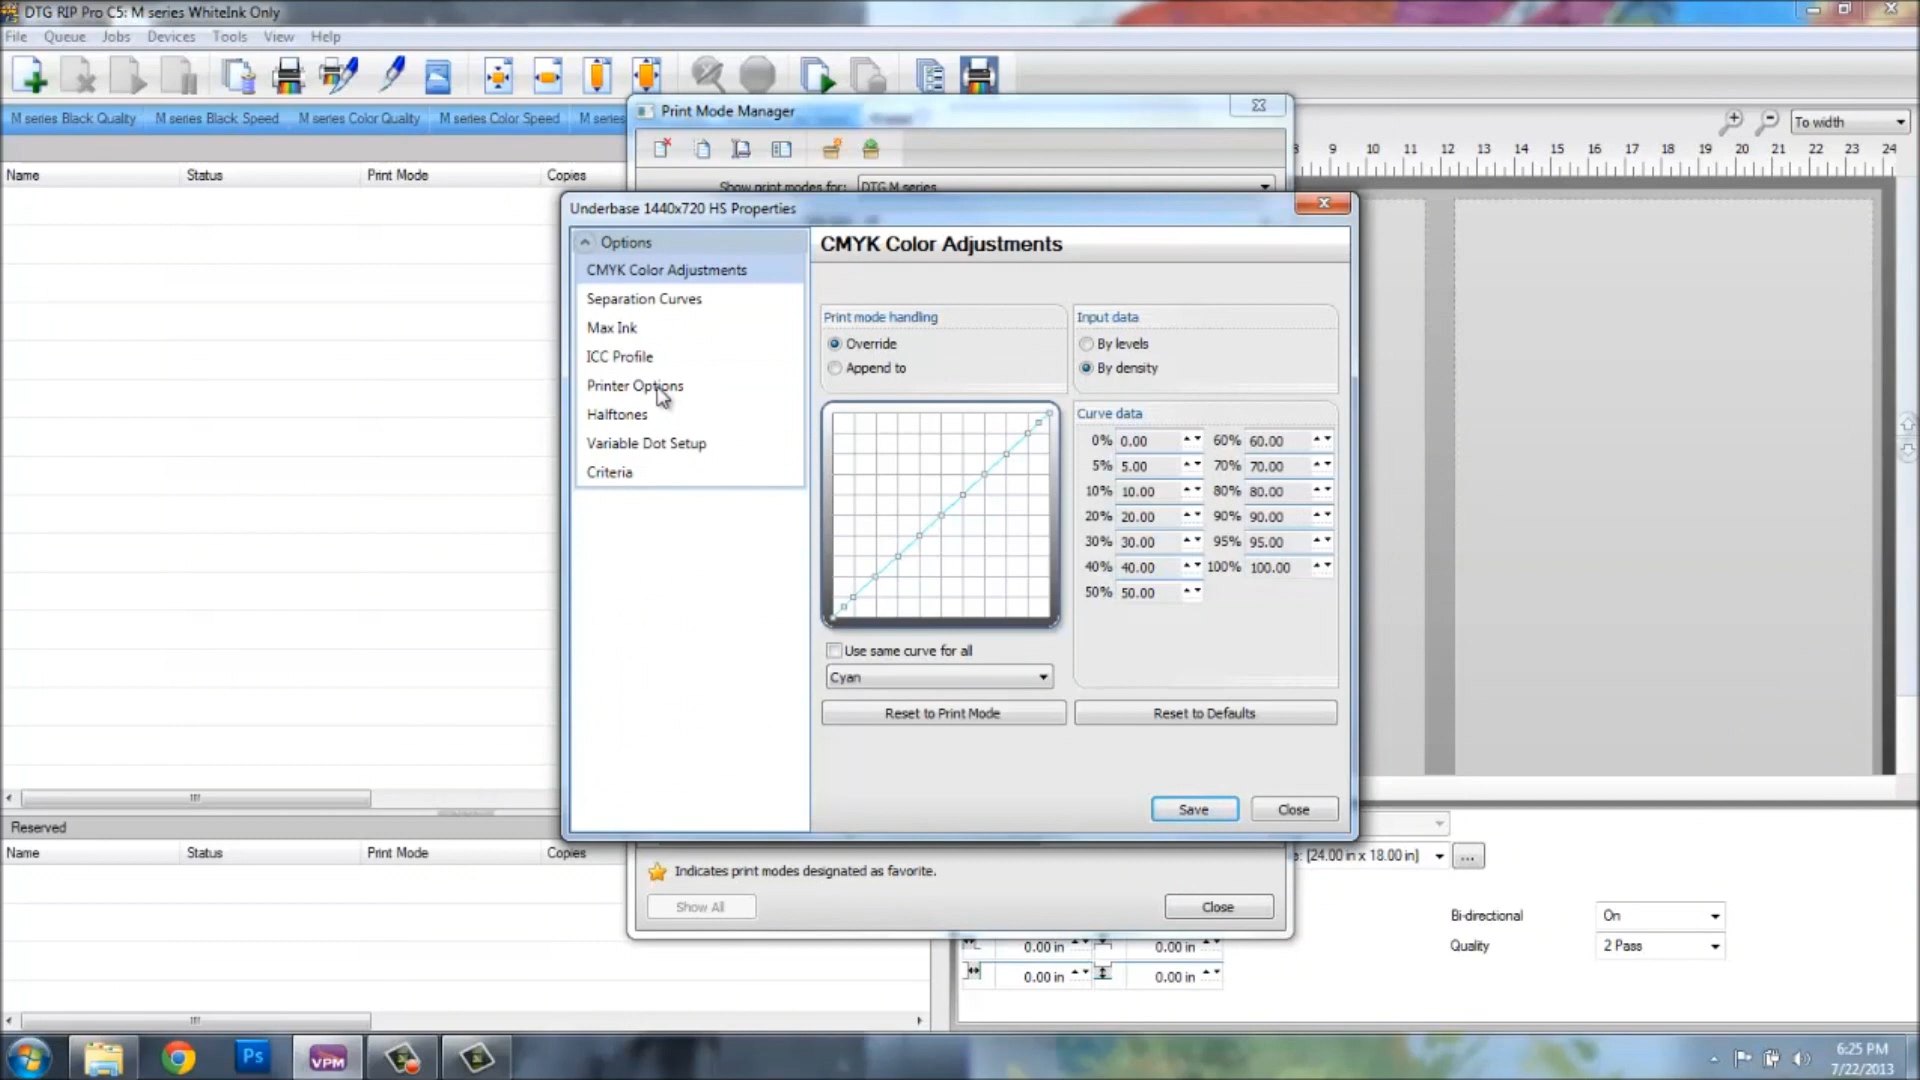 DTG RIP Pro C5: M series WhiteInk Only
File Queue Jobs Devices Tools View Help
M series Black Quality M series Black Speed M series Color Quality M series Color Speed M series
Print Mode Manager
To width
9 10 11 12 13 14 15 16 17 18 19 20 21 22 23 24
Name Status Print Mode Copies
Show print modes for: DTG M series
Underbase 1440x720 HS Properties
Options
CMYK Color Adjustments
Separation Curves
Max Ink
ICC Profile
Printer Options
Halftones
Variable Dot Setup
Criteria
CMYK Color Adjustments
Print mode handling
Override
Append to
Input data
By levels
By density
Curve data
0% 0.00 60% 60.00
5% 5.00 70% 70.00
10% 10.00 80% 80.00
20% 20.00 90% 90.00
30% 30.00 95% 95.00
40% 40.00 100% 100.00
50% 50.00
Use same curve for all
Cyan
Reset to Print Mode Reset to Defaults
Save Close
Reserved
Name Status Print Mode Copies
Indicates print modes designated as favorite.
Show All Close
e: [24.00 in x 18.00 in] ...
Bi-directional On
Quality 2 Pass
0.00 in 0.00 in
0.00 in 0.00 in
Ps
VPM
6:25 PM
7/22/2013